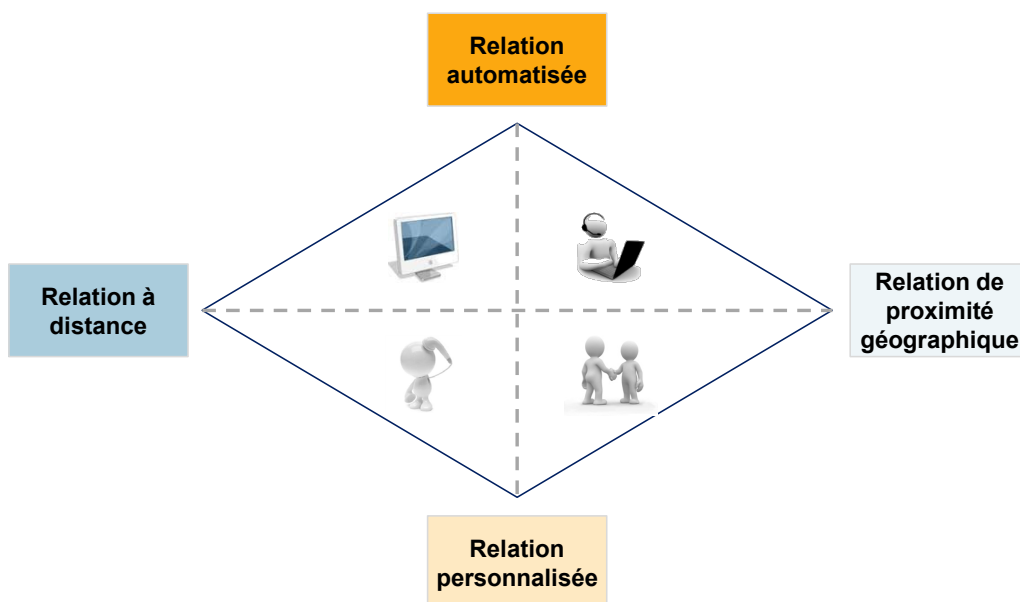 Relation
automatisée
Relation à
distance
Relation de
proximité
géographique
Relation
personnalisée